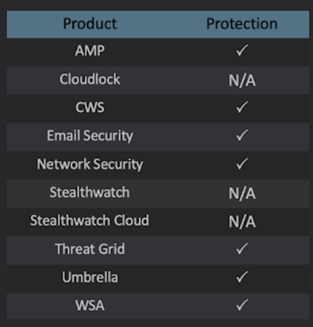 Product Protection
AMP ✓
Cloudlock N/A
CWS ✓
Email Security ✓
Network Security ✓
Stealthwatch N/A
Stealthwatch Cloud N/A
Threat Grid ✓
Umbrella ✓
WSA ✓